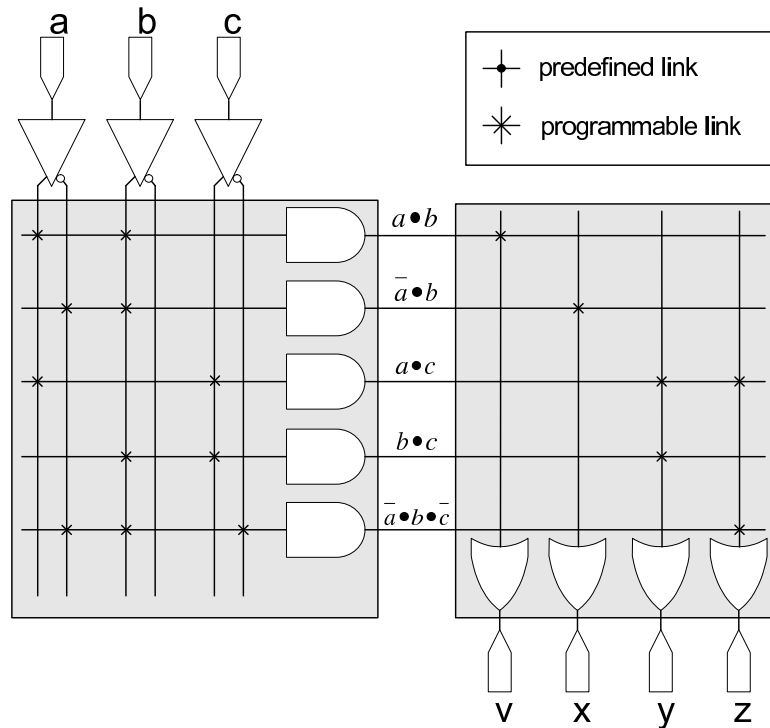 a b c
predefined link
programmable link
a•b
a̅•b
a•c
b•c
a̅•b•c̅
v x y z